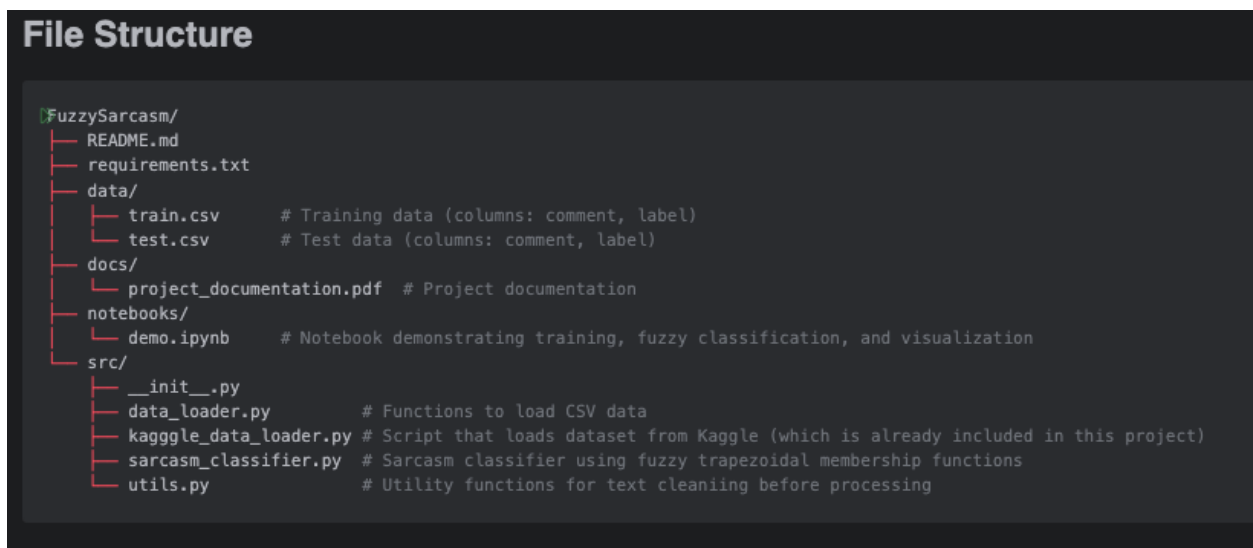 File Structure
FuzzySarcasm/
├── README.md
├── requirements.txt
├── data/
│   ├── train.csv      # Training data (columns: comment, label)
│   └── test.csv       # Test data (columns: comment, label)
├── docs/
│   └── project_documentation.pdf  # Project documentation
├── notebooks/
│   └── demo.ipynb     # Notebook demonstrating training, fuzzy classification, and visualization
└── src/
    ├── __init__.py
    ├── data_loader.py         # Functions to load CSV data
    ├── kagggle_data_loader.py # Script that loads dataset from Kaggle (which is already included in this project)
    ├── sarcasm_classifier.py  # Sarcasm classifier using fuzzy trapezoidal membership functions
    └── utils.py               # Utility functions for text cleaniing before processing